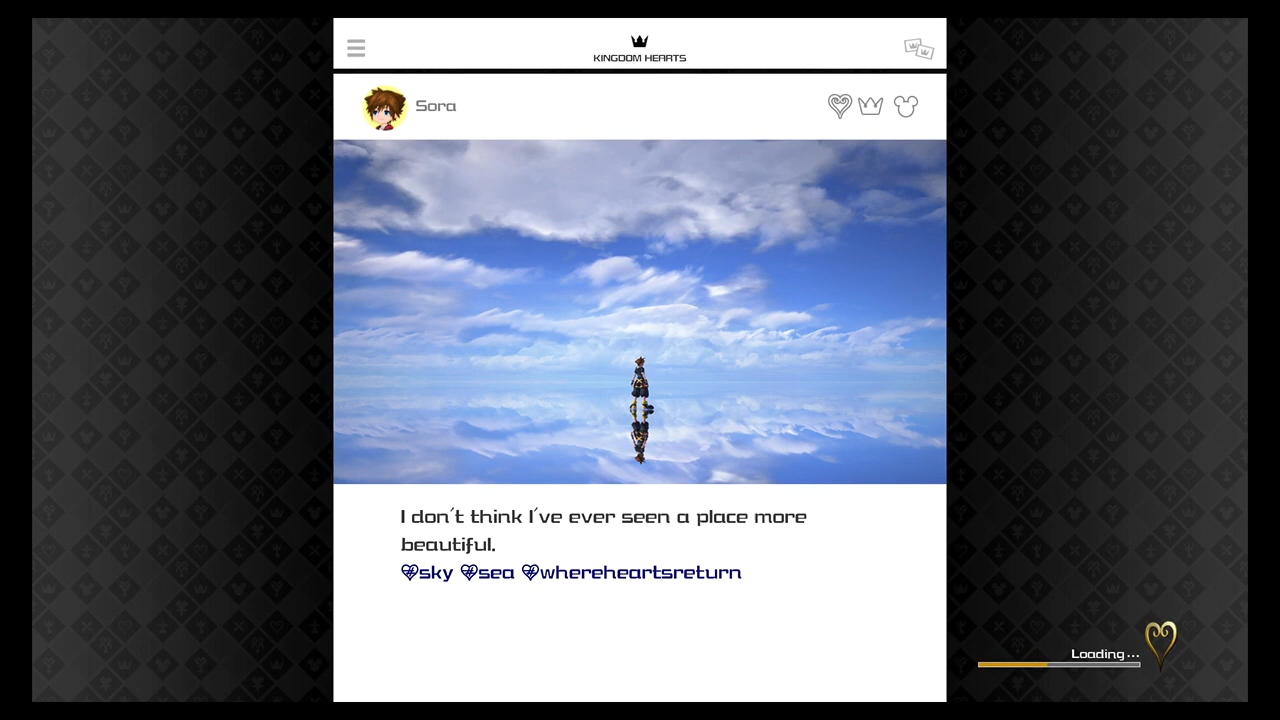 KINGDOM HEARTS
Sora
I don't think I've ever seen a place more
beautiful.
#sky #sea #whereheartsreturn
Loading...